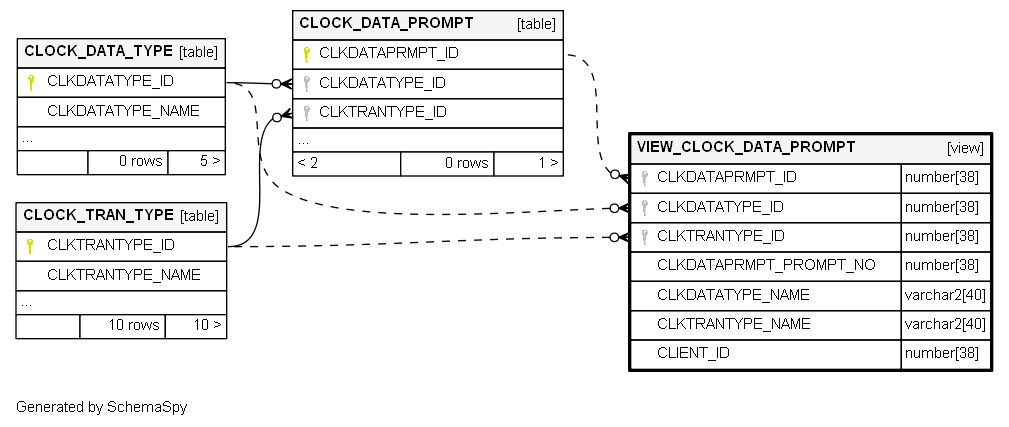 CLOCK_DATA_TYPE [table]
CLKDATATYPE_ID
CLKDATATYPE_NAME
...
0 rows 5 >
CLOCK_TRAN_TYPE [table]
CLKTRANTYPE_ID
CLKTRANTYPE_NAME
...
10 rows 10 >
CLOCK_DATA_PROMPT [table]
CLKDATAPRMPT_ID
CLKDATATYPE_ID
CLKTRANTYPE_ID
...
< 2 0 rows 1 >
VIEW_CLOCK_DATA_PROMPT [view]
CLKDATAPRMPT_ID number[38]
CLKDATATYPE_ID number[38]
CLKTRANTYPE_ID number[38]
CLKDATAPRMPT_PROMPT_NO number[38]
CLKDATATYPE_NAME varchar2[40]
CLKTRANTYPE_NAME varchar2[40]
CLIENT_ID number[38]
Generated by SchemaSpy